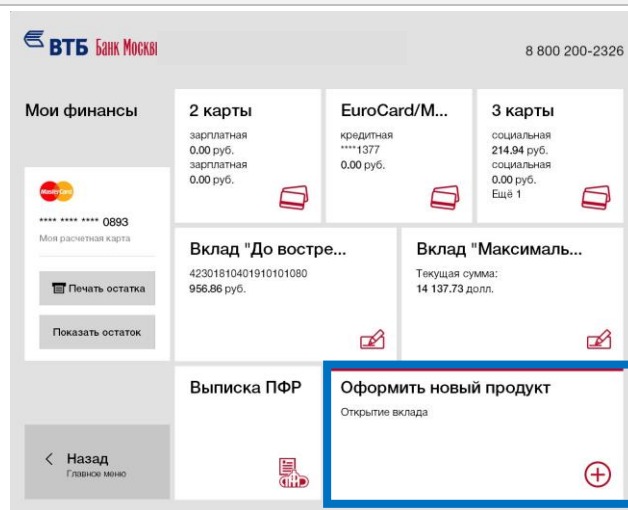 ВТБ Банк Москвы
8 800 200-2326
Мои финансы
MasterCard
**** **** **** 0893
Моя расчетная карта
Печать остатка
Показать остаток
Назад
Главное меню
2 карты
зарплатная
0.00 руб.
зарплатная
0.00 руб.
EuroCard/M...
кредитная
****1377
0.00 руб.
3 карты
социальная
214.94 руб.
социальная
0.00 руб.
Ещё 1
Вклад "До востре...
42301810401910101080
956.86 руб.
Вклад "Максималь...
Текущая сумма:
14 137.73 долл.
Выписка ПФР
Оформить новый продукт
Открытие вклада